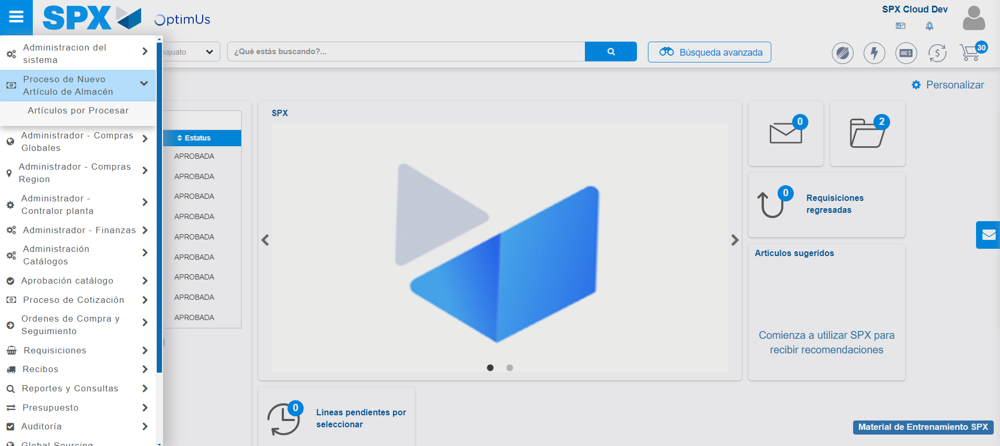 SPX
OptimUs
SPX Cloud Dev
¿Qué estás buscando?...
Búsqueda avanzada
30
Personalizar
Administracion del
sistema
Proceso de Nuevo
Artículo de Almacén
Artículos por Procesar
Administrador - Compras
Globales
Administrador - Compras
Region
Administrador -
Contralor planta
Administrador - Finanzas
Administración
Catálogos
Aprobación catálogo
Proceso de Cotización
Ordenes de Compra y
Seguimiento
Requisiciones
Recibos
Reportes y Consultas
Presupuesto
Auditoría
Global Sourcing
Estatus
APROBADA
APROBADA
APROBADA
APROBADA
APROBADA
APROBADA
APROBADA
APROBADA
APROBADA
SPX
0
2
0
Requisiciones
regresadas
Artículos sugeridos
Comienza a utilizar SPX para
recibir recomendaciones
0
Lineas pendientes por
seleccionar
Material de Entrenamiento SPX